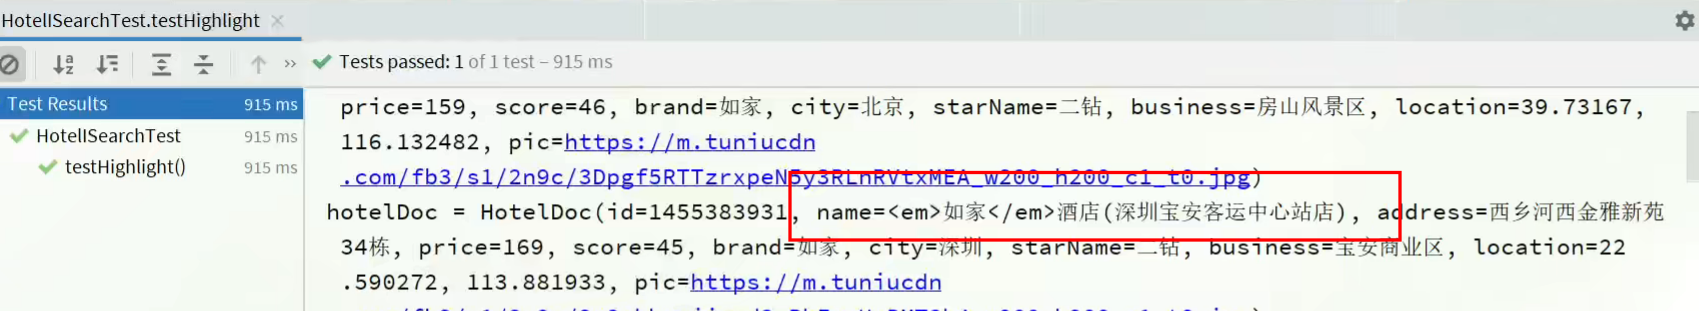 HotelISearchTest.testHighlight
Tests passed: 1 of 1 test – 915 ms
Test Results 915 ms
HotelISearchTest 915 ms
testHighlight() 915 ms
price=159, score=46, brand=如家, city=北京, starName=二钻, business=房山风景区, location=39.73167,
116.132482, pic=https://m.tuniucdn
.com/fb3/s1/2n9c/3Dpgf5RTTzrxpeN5y3RLnRVtxMEA_w200_h200_c1_t0.jpg)
hotelDoc = HotelDoc(id=1455383931, name=<em>如家</em>酒店(深圳宝安客运中心站店), address=西乡河西金雅新苑
34栋, price=169, score=45, brand=如家, city=深圳, starName=二钻, business=宝安商业区, location=22
.590272, 113.881933, pic=https://m.tuniucdn